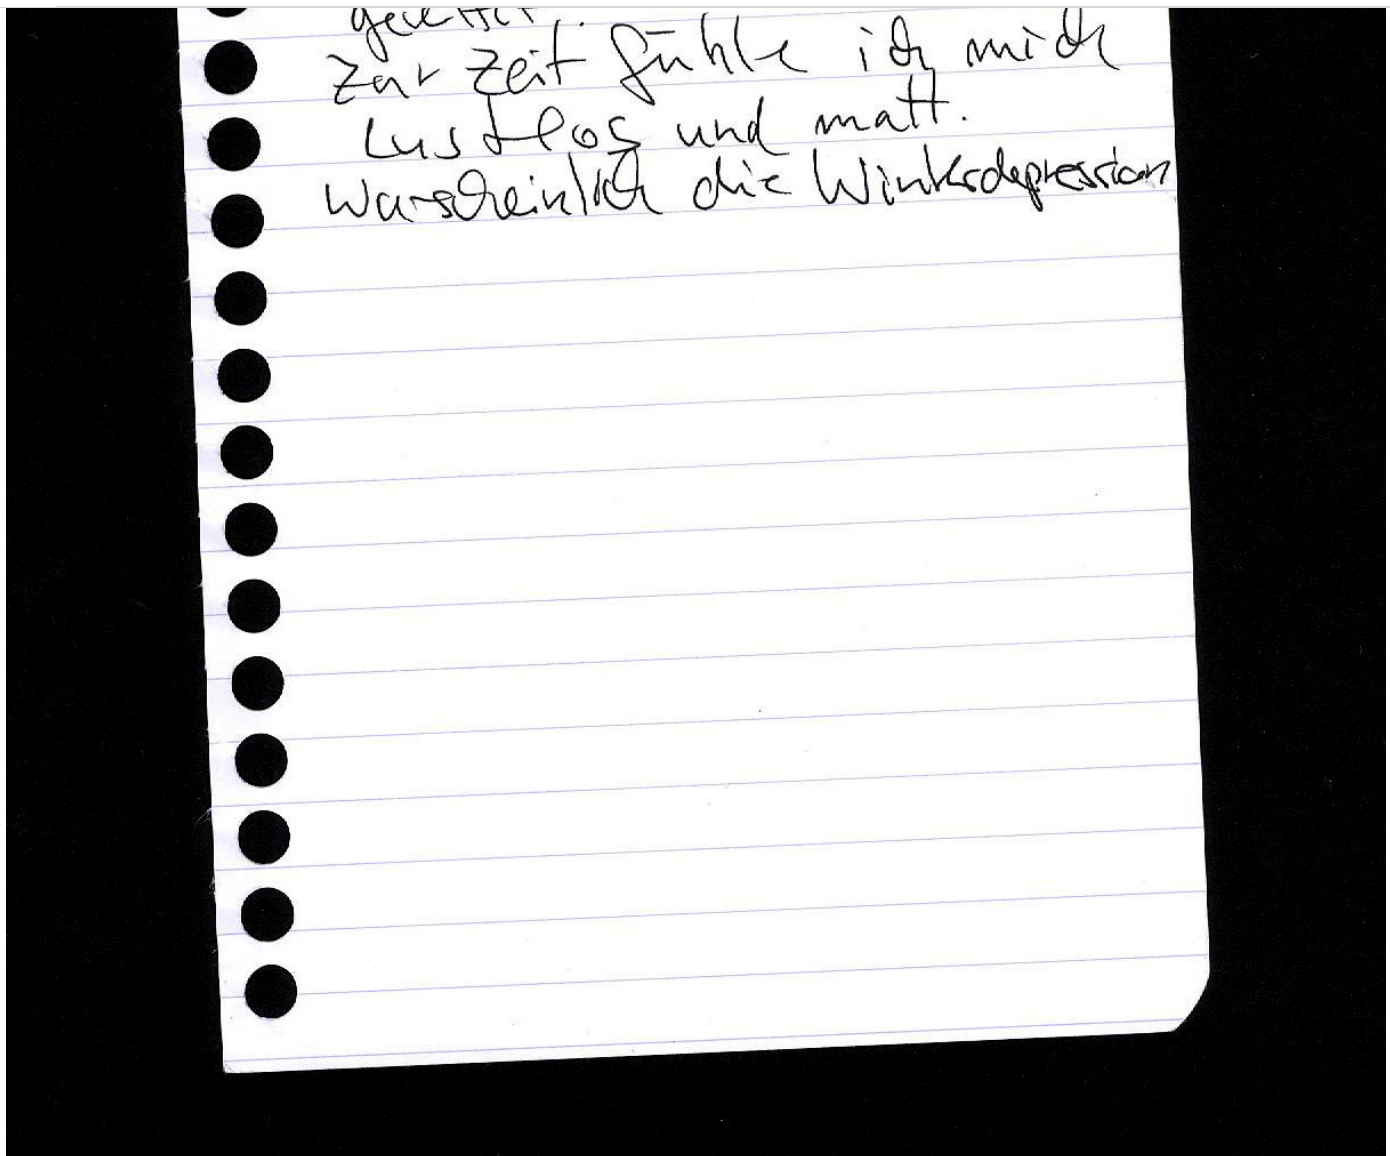 zur Zeit fühle ich mich
Lustlos und matt.
Warscheinlich die Winterdepression